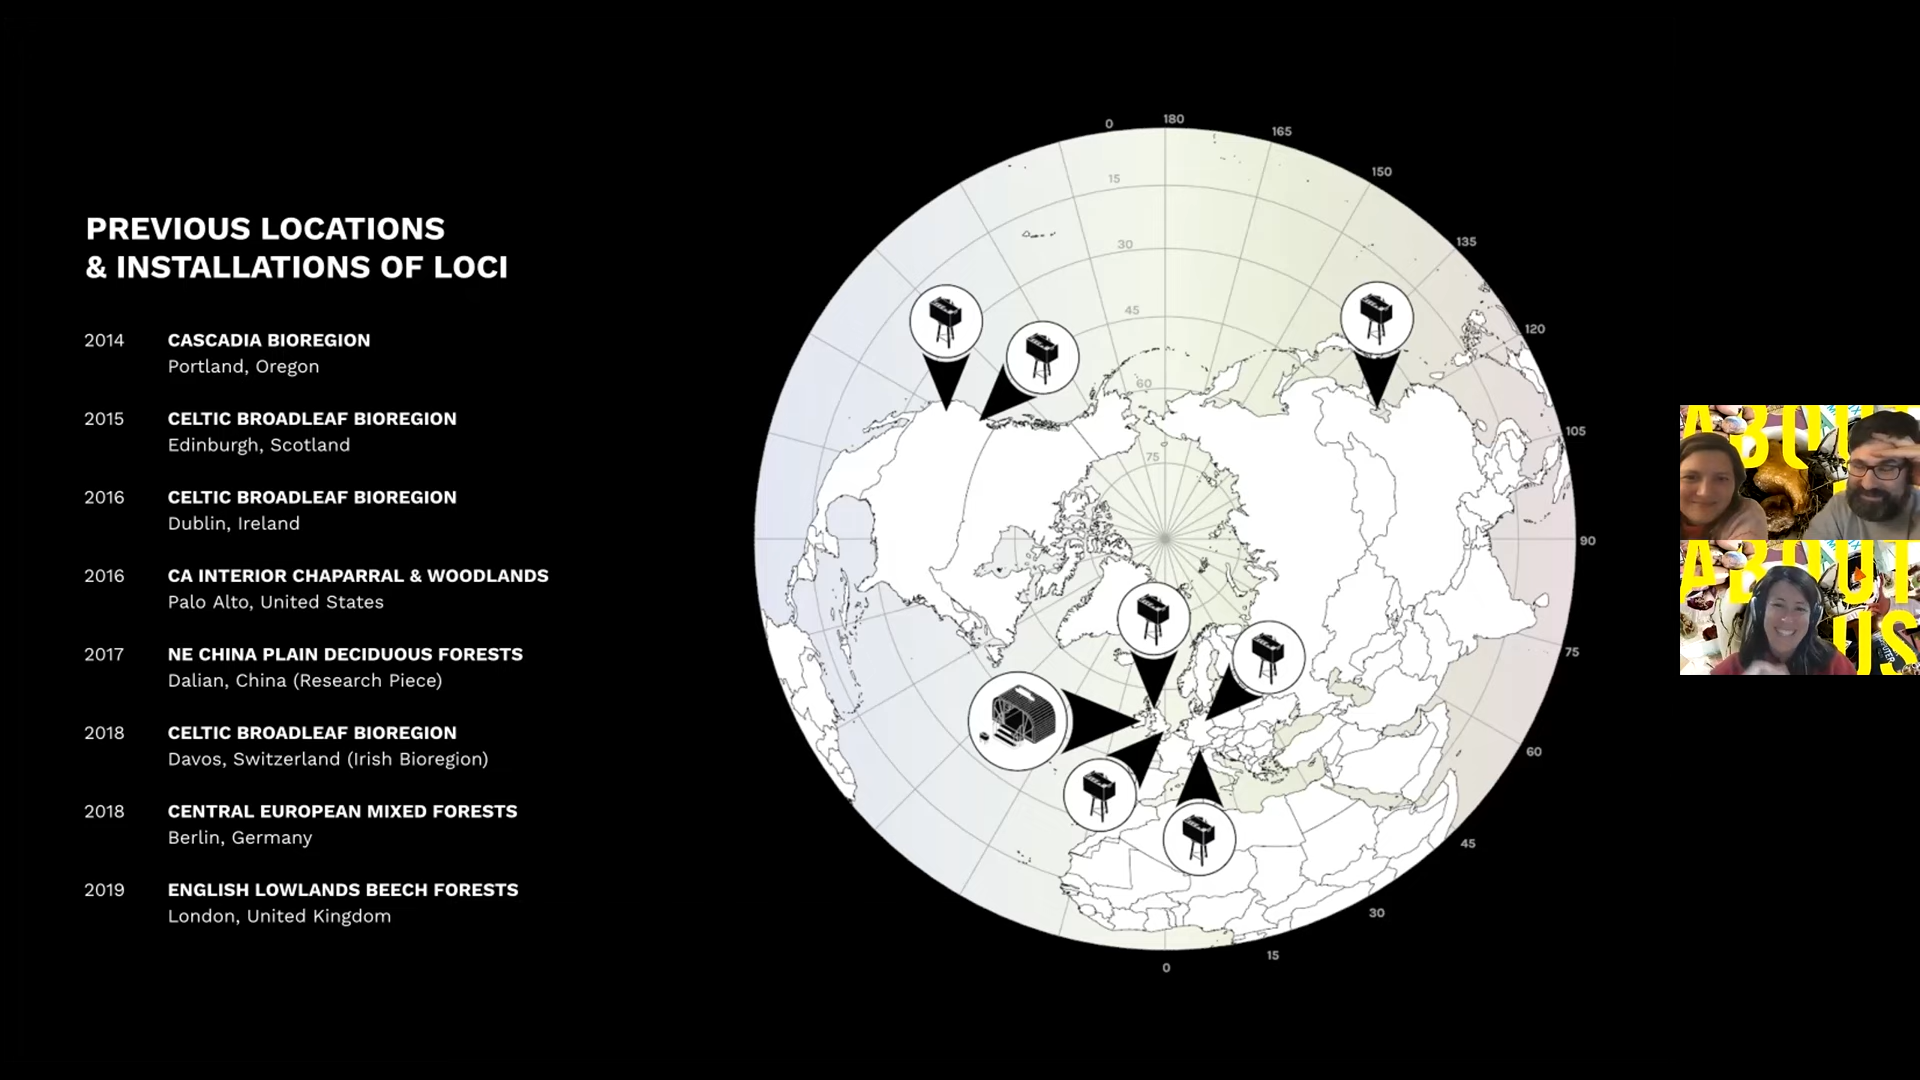 PREVIOUS LOCATIONS
& INSTALLATIONS OF LOCI
2014 CASCADIA BIOREGION
Portland, Oregon
2015 CELTIC BROADLEAF BIOREGION
Edinburgh, Scotland
2016 CELTIC BROADLEAF BIOREGION
Dublin, Ireland
2016 CA INTERIOR CHAPARRAL & WOODLANDS
Palo Alto, United States
2017 NE CHINA PLAIN DECIDUOUS FORESTS
Dalian, China (Research Piece)
2018 CELTIC BROADLEAF BIOREGION
Davos, Switzerland (Irish Bioregion)
2018 CENTRAL EUROPEAN MIXED FORESTS
Berlin, Germany
2019 ENGLISH LOWLANDS BEECH FORESTS
London, United Kingdom
0
180
165
150
135
120
105
90
75
60
45
30
15
0
15
30
45
60
75
ABOUT
US